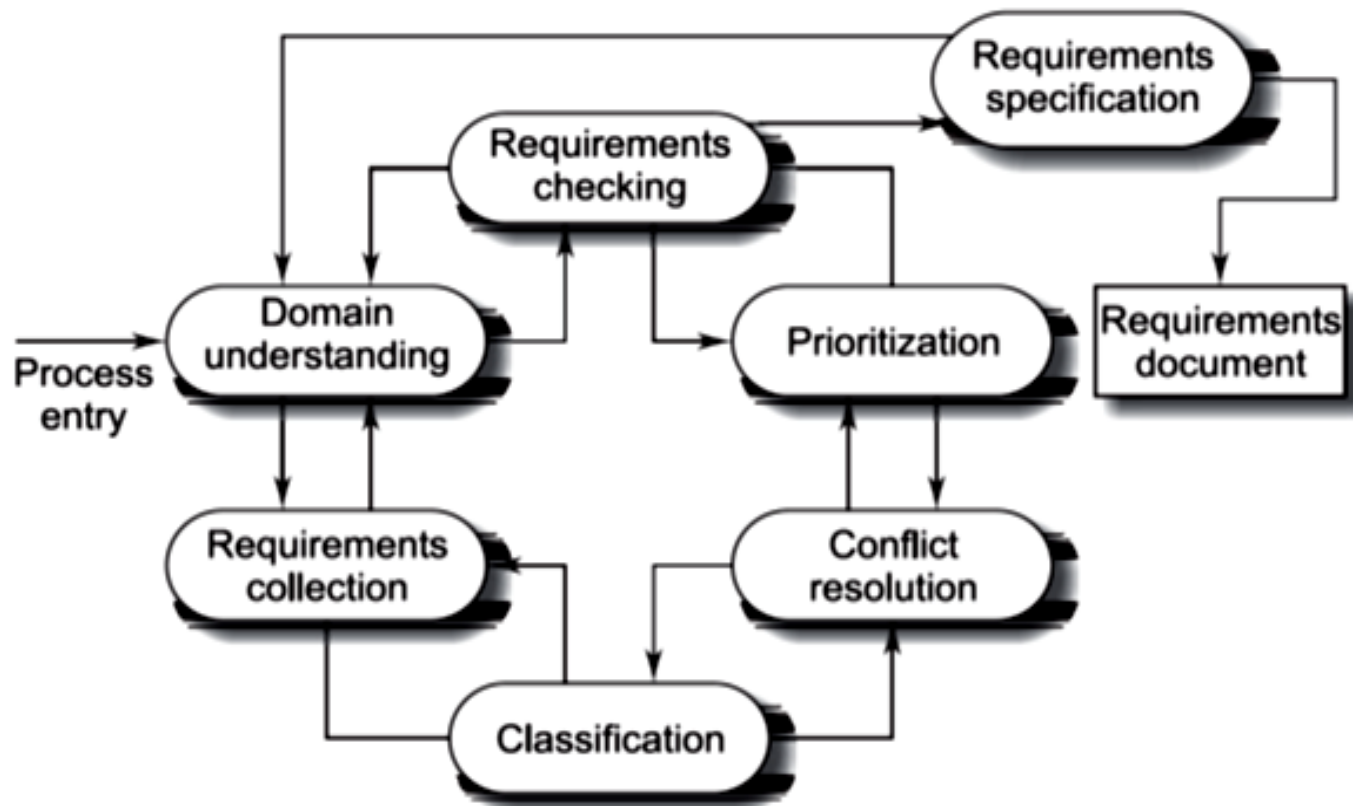 Requirements
specification
Requirements
checking
Domain
understanding
Prioritization
Requirements
document
Process
entry
Requirements
collection
Conflict
resolution
Classification